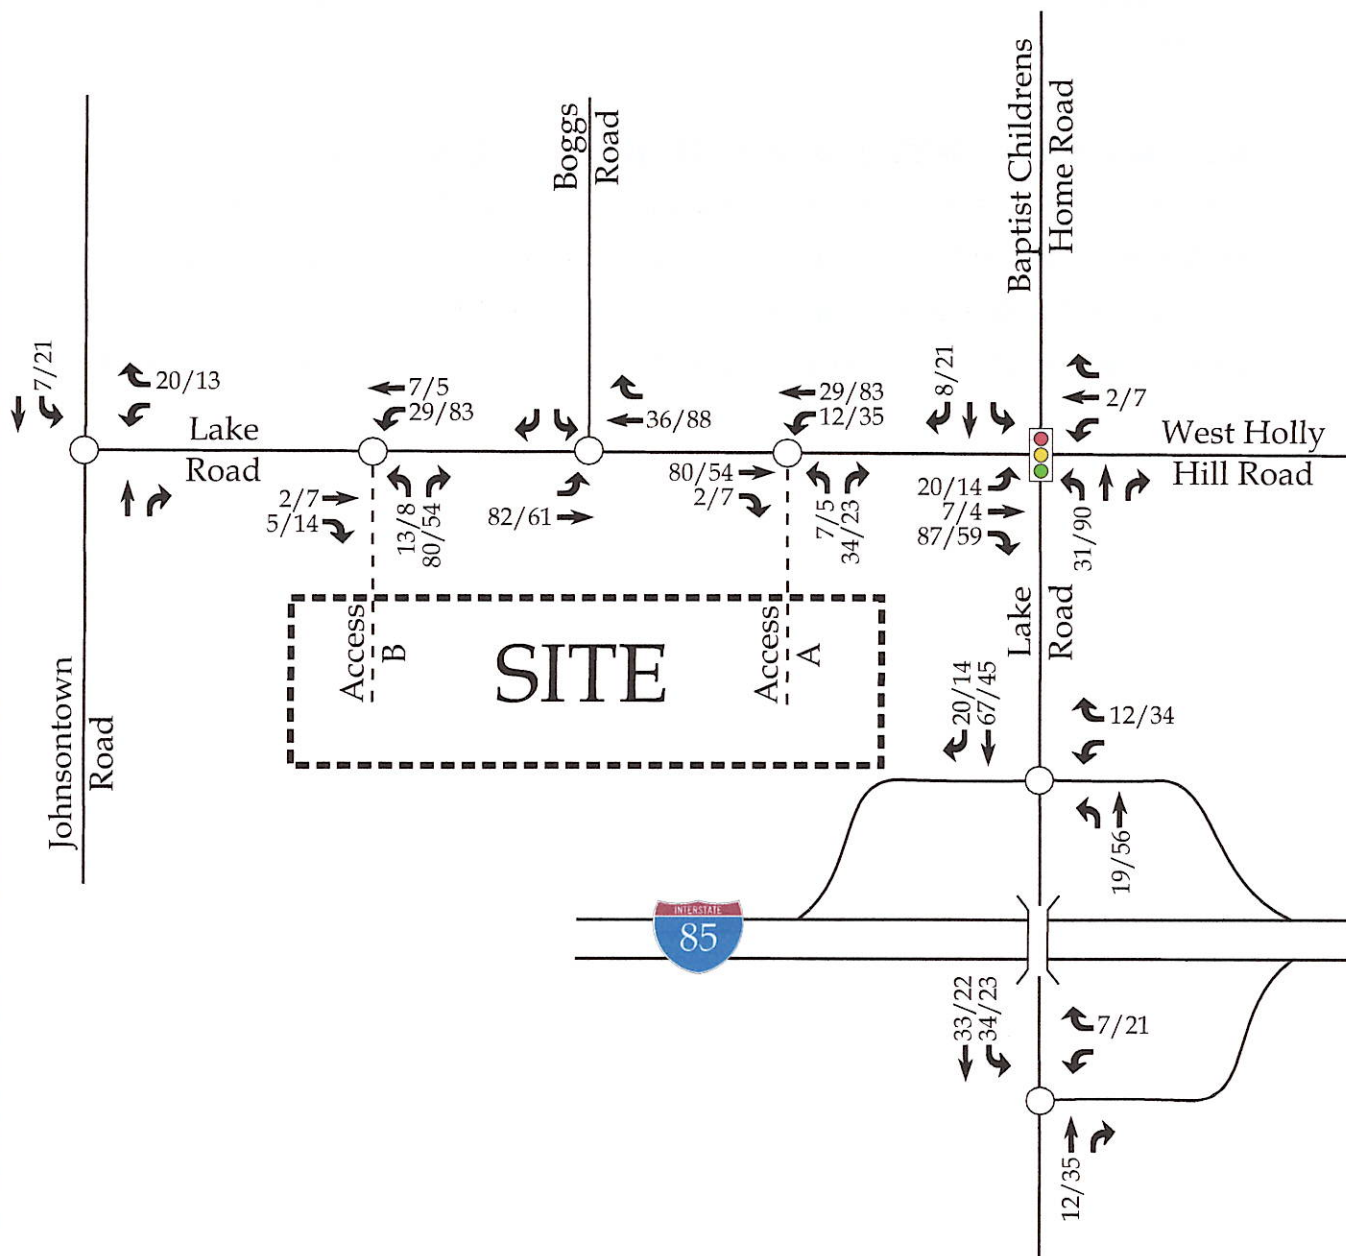 Baptist Childrens
Home Road
Boggs
Road
7/21
20/13
7/5
29/83
36/88
29/83
12/35
8/21
2/7
Lake
Road
West Holly
Hill Road
2/7
5/14
13/8
80/54
82/61
80/54
2/7
7/5
34/23
20/14
7/4
87/59
31/90
Lake
Road
Access
B
SITE
Access
A
Johnsontown
Road
20/14
67/45
12/34
19/56
INTERSTATE
85
33/22
34/23
7/21
12/35